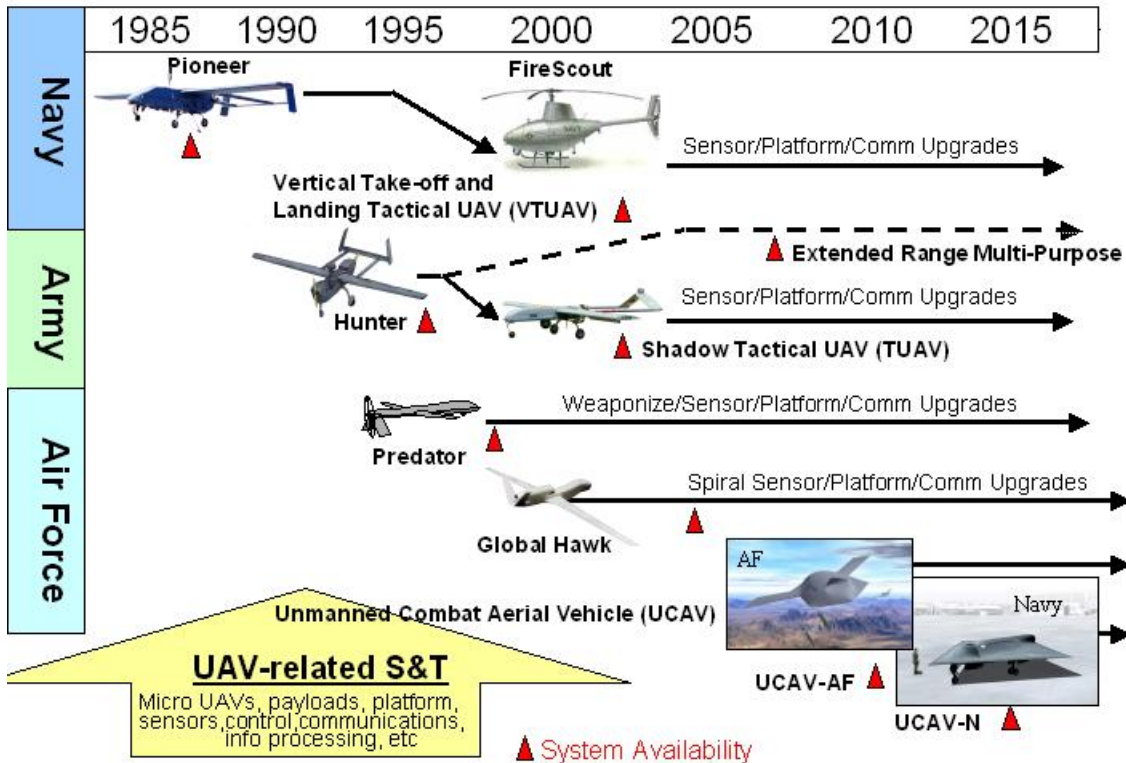 1985 1990 1995 2000 2005 2010 2015
Navy
Pioneer
FireScout
Sensor/Platform/Comm Upgrades
Vertical Take-off and
Landing Tactical UAV (VTUAV)
Army
Extended Range Multi-Purpose
Hunter
Sensor/Platform/Comm Upgrades
Shadow Tactical UAV (TUAV)
Air Force
Weaponize/Sensor/Platform/Comm Upgrades
Predator
Spiral Sensor/Platform/Comm Upgrades
Global Hawk
AF
Unmanned Combat Aerial Vehicle (UCAV)
Navy
UCAV-AF
UCAV-N
UAV-related S&T
Micro UAVs, payloads, platform,
sensors,control,communications,
info processing, etc
System Availability